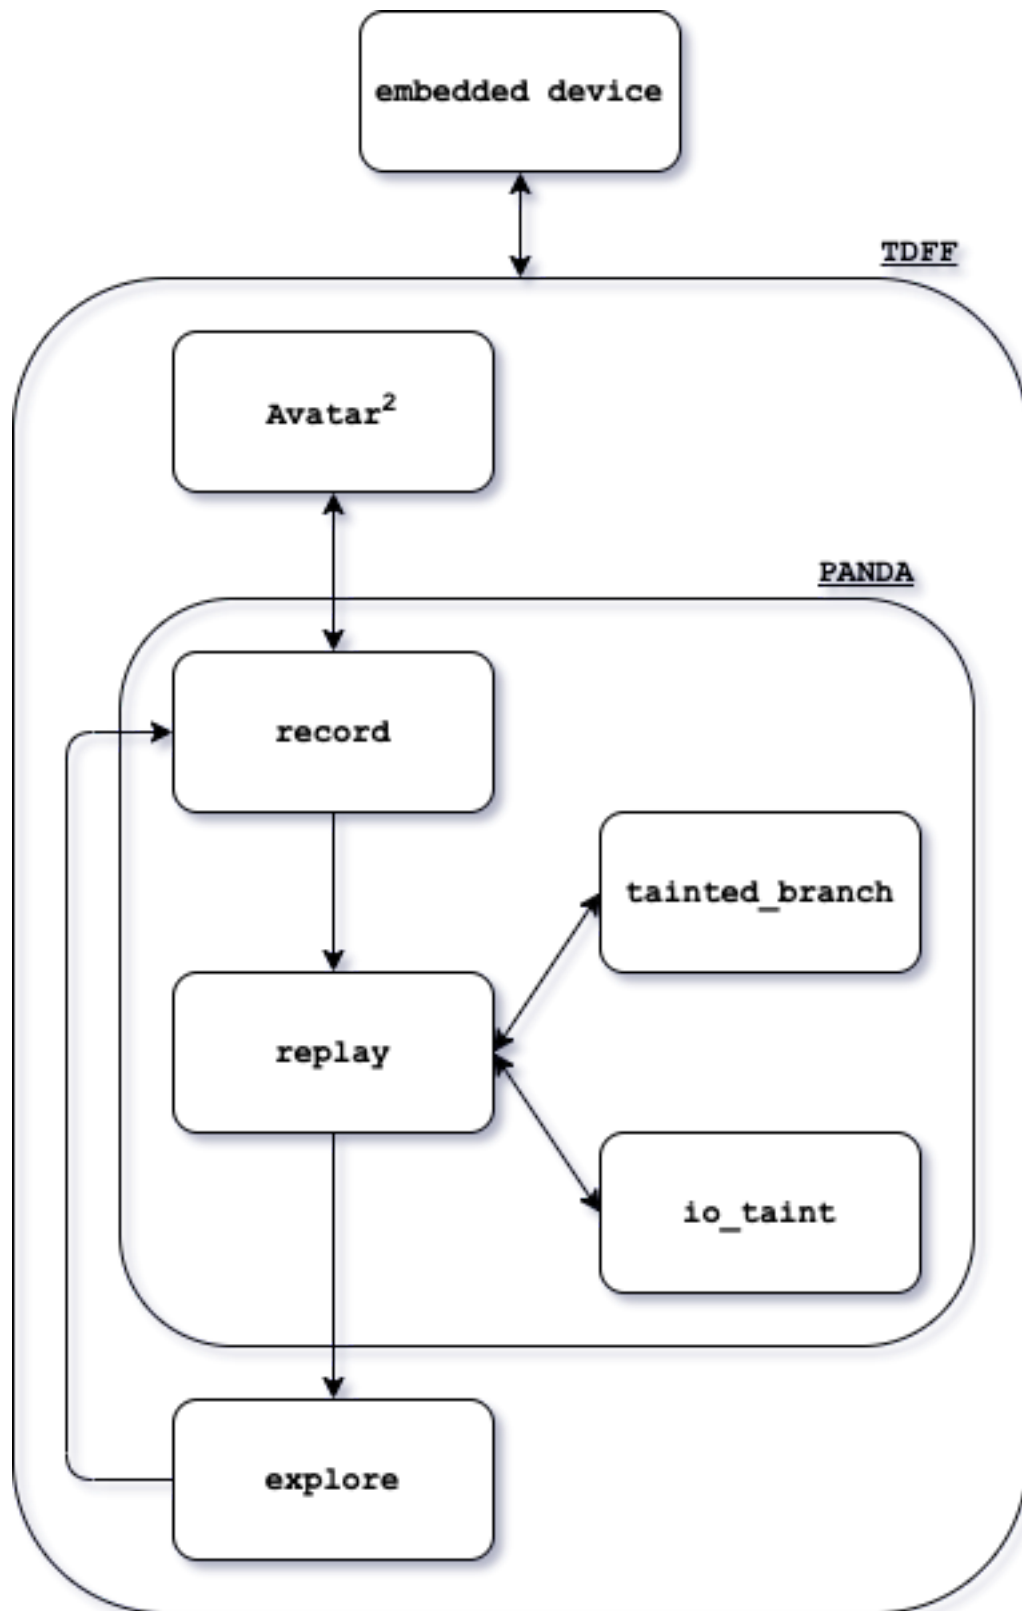 embedded device
TDFF
Avatar²
PANDA
record
tainted_branch
replay
io_taint
explore